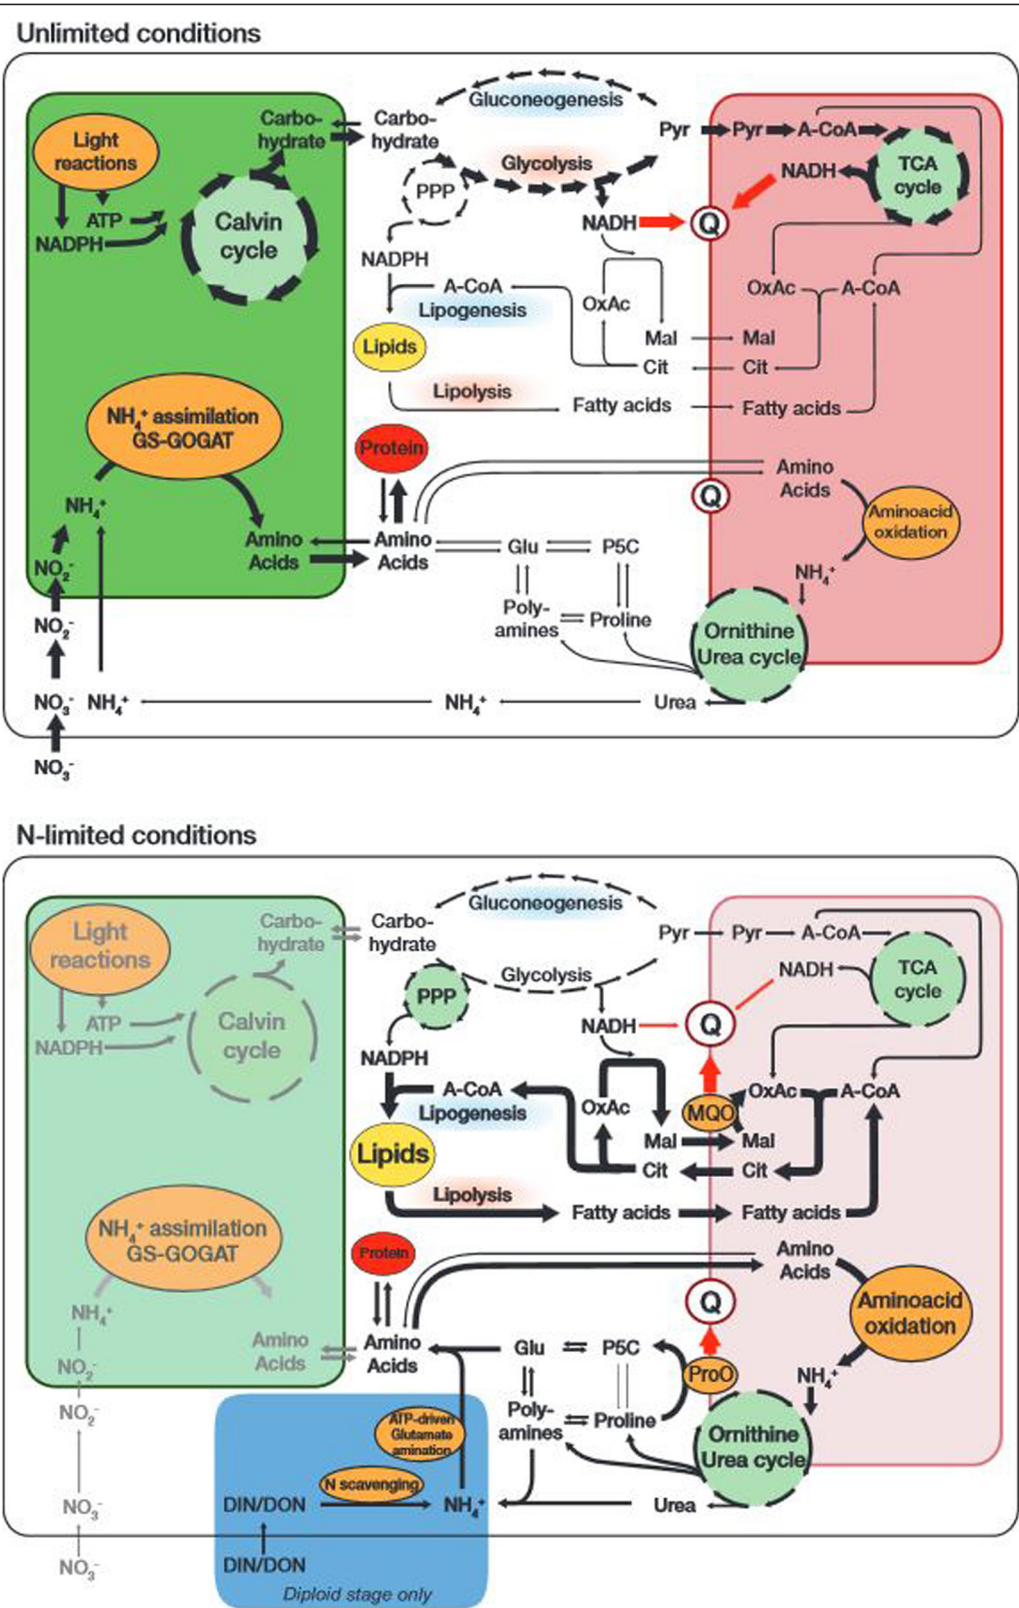 Unlimited conditions
Light
reactions
ATP
NADPH
Calvin
cycle
Carbo-
hydrate
Carbo-
hydrate
Gluconeogenesis
Glycolysis
PPP
NADPH
NADH
Pyr
Pyr
A-CoA
NADH
TCA
cycle
Q
A-CoA
Lipogenesis
OxAc
OxAc
A-CoA
Lipids
Mal
Mal
Cit
Cit
Lipolysis
Fatty acids
Fatty acids
NH₄⁺ assimilation
GS-GOGAT
Protein
Amino
Acids
Q
NH₄⁺
Aminoacid
oxidation
Amino
Acids
Amino
Acids
Glu
P5C
NH₄⁺
NO₂⁻
NO₂⁻
Poly-
amines
Proline
Ornithine
Urea cycle
NO₃⁻
NH₄⁺
NH₄⁺
Urea
NO₃⁻
N-limited conditions
Light
reactions
ATP
NADPH
Calvin
cycle
Carbo-
hydrate
Carbo-
hydrate
Gluconeogenesis
Glycolysis
PPP
NADPH
NADH
Pyr
Pyr
A-CoA
NADH
TCA
cycle
Q
A-CoA
Lipogenesis
OxAc
MQO
OxAc
A-CoA
Lipids
Mal
Mal
Cit
Cit
Lipolysis
Fatty acids
Fatty acids
NH₄⁺ assimilation
GS-GOGAT
Protein
Amino
Acids
Q
NH₄⁺
Aminoacid
oxidation
Amino
Acids
Amino
Acids
Glu
P5C
ProO
NH₄⁺
NO₂⁻
NO₂⁻
ATP-driven
Glutamate
amination
Poly-
amines
Proline
Ornithine
Urea cycle
N scavenging
NO₃⁻
DIN/DON
NH₄⁺
Urea
NO₃⁻
DIN/DON
Diploid stage only